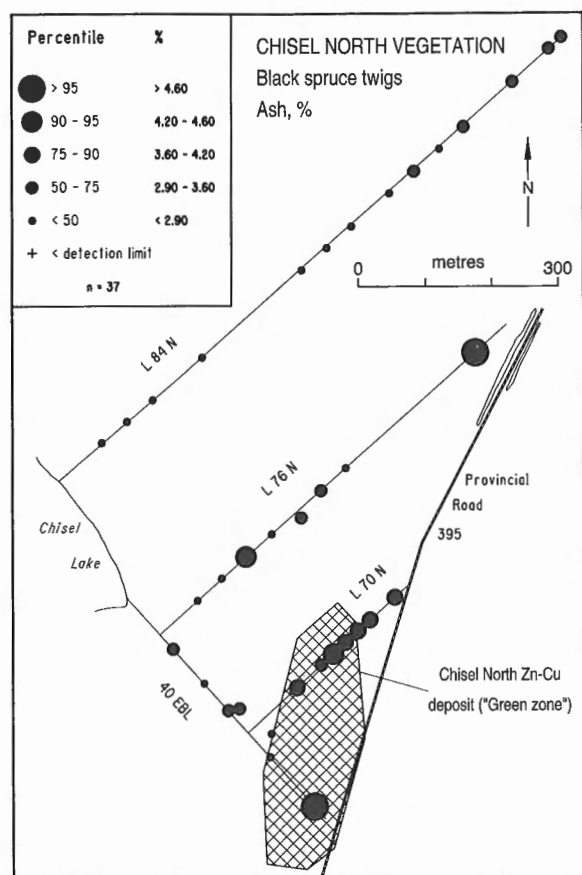 Percentile %
> 95 > 4.60
90 - 95 4.20 - 4.60
75 - 90 3.60 - 4.20
50 - 75 2.90 - 3.60
< 50 < 2.90
+ < detection limit
n = 37
CHISEL NORTH VEGETATION
Black spruce twigs
Ash, %
N
metres
0 300
L 84 N
L 76 N
Provincial
Road
395
Chisel
Lake
L 70 N
40 EBL
Chisel North Zn-Cu
deposit ("Green zone")